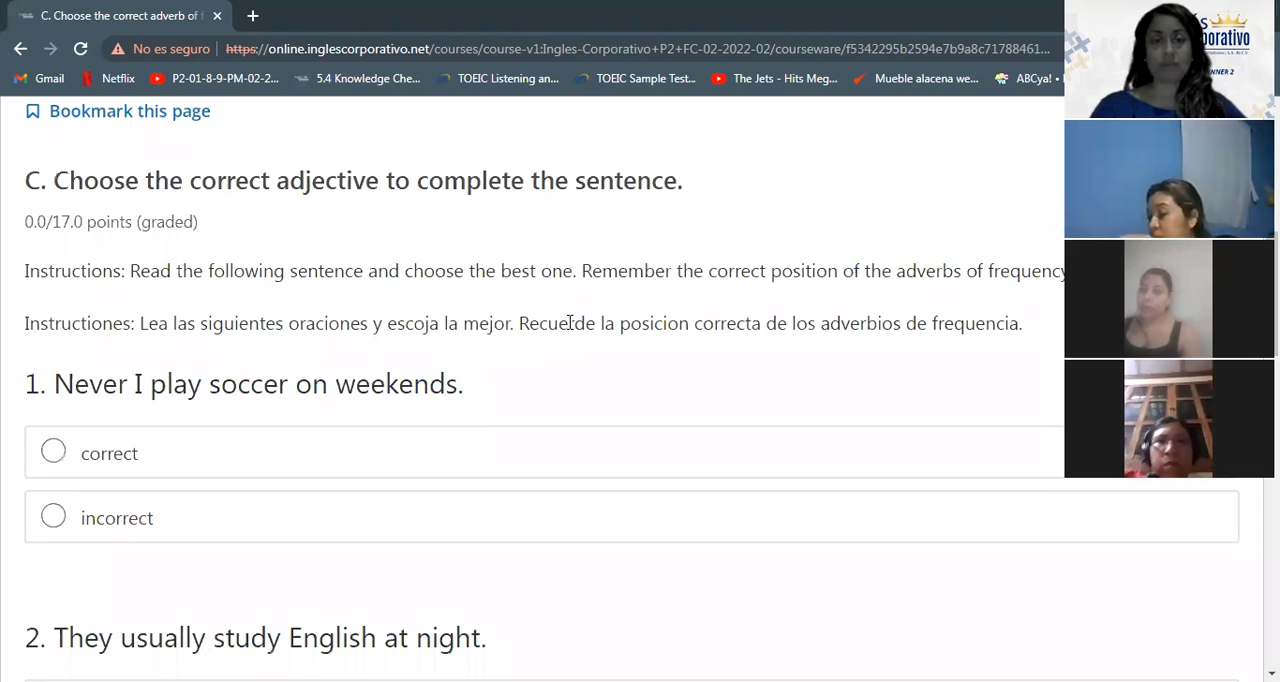 C. Choose the correct adverb of f
No es seguro https://online.inglescorporativo.net/courses/course-v1:Ingles-Corporativo+P2+FC-02-2022-02/courseware/f5342295b2594e7b9a8c71788461...
Gmail Netflix P2-01-8-9-PM-02-2... 5.4 Knowledge Che... TOEIC Listening an... TOEIC Sample Test... The Jets - Hits Meg... Mueble alacena we... ABCya! •
Bookmark this page
C. Choose the correct adjective to complete the sentence.
0.0/17.0 points (graded)
Instructions: Read the following sentence and choose the best one. Remember the correct position of the adverbs of frequency
Instructiones: Lea las siguientes oraciones y escoja la mejor. Recuerde la posicion correcta de los adverbios de frequencia.
1. Never I play soccer on weekends.
correct
incorrect
2. They usually study English at night.